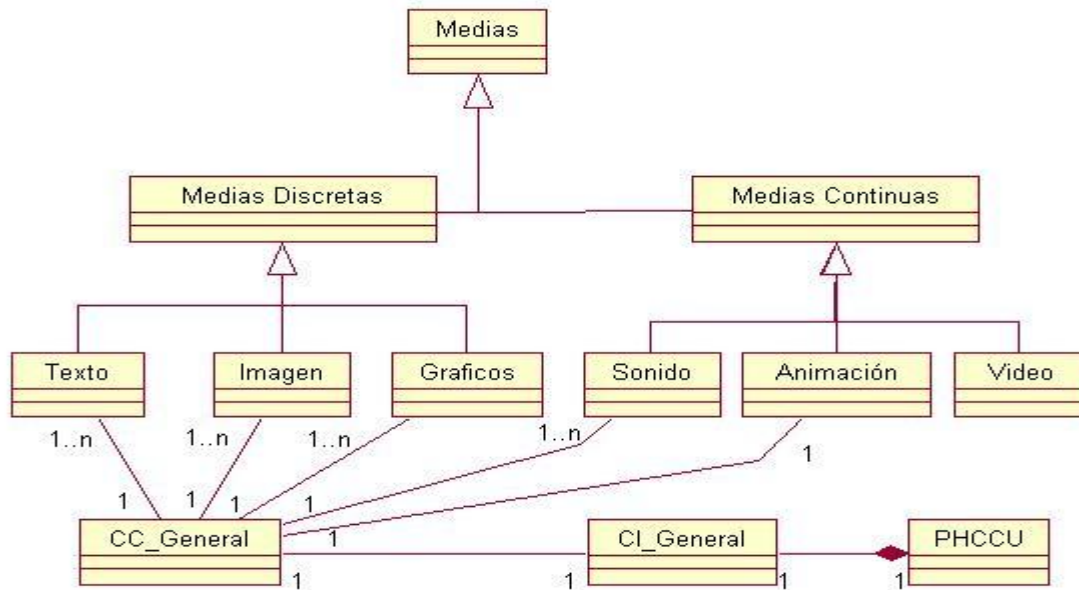 Medias
Medias Discretas
Medias Continuas
Texto
Imagen
Graficos
Sonido
Animación
Video
1..n
1..n
1..n
1..n
1
1
1
1
1
1
CC_General
CI_General
PHCCU
1
1
1
1